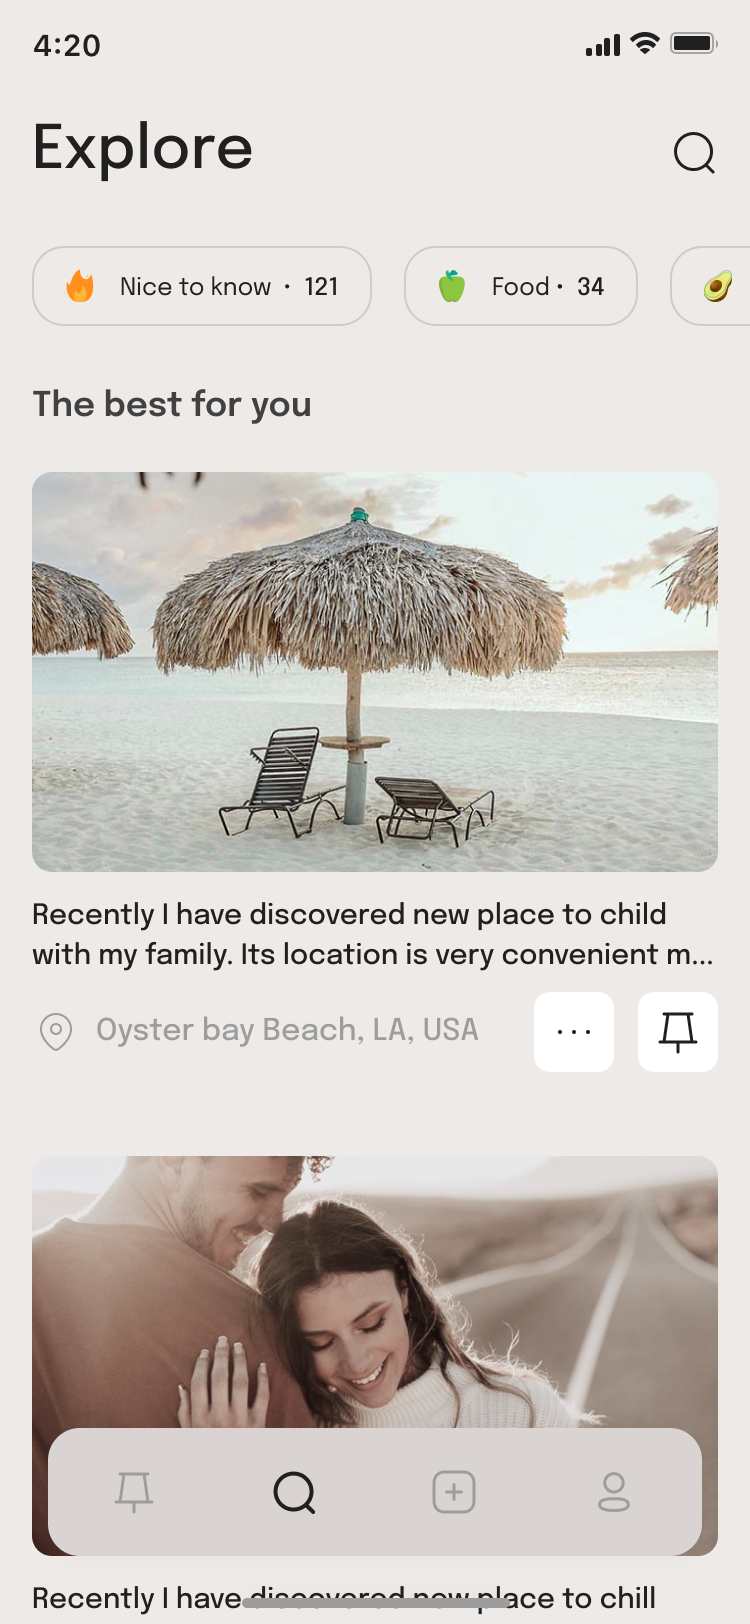 4:20
Explore
Nice to know • 121
Food • 34
The best for you
Recently I have discovered new place to child
with my family. Its location is very convenient m...
Oyster bay Beach, LA, USA
Recently I have discovered new place to chill